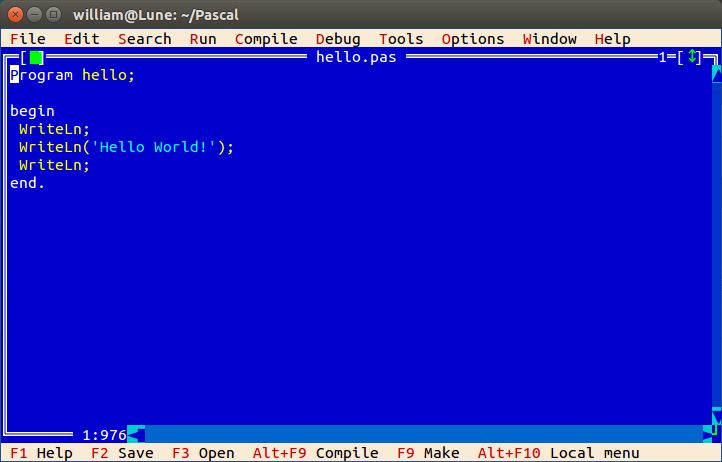 william@Lune: ~/Pascal
File Edit Search Run Compile Debug Tools Options Window Help
[■] hello.pas 1=[↕]
Program hello;
begin
WriteLn;
WriteLn('Hello World!');
WriteLn;
end.
1:976
F1 Help F2 Save F3 Open Alt+F9 Compile F9 Make Alt+F10 Local menu